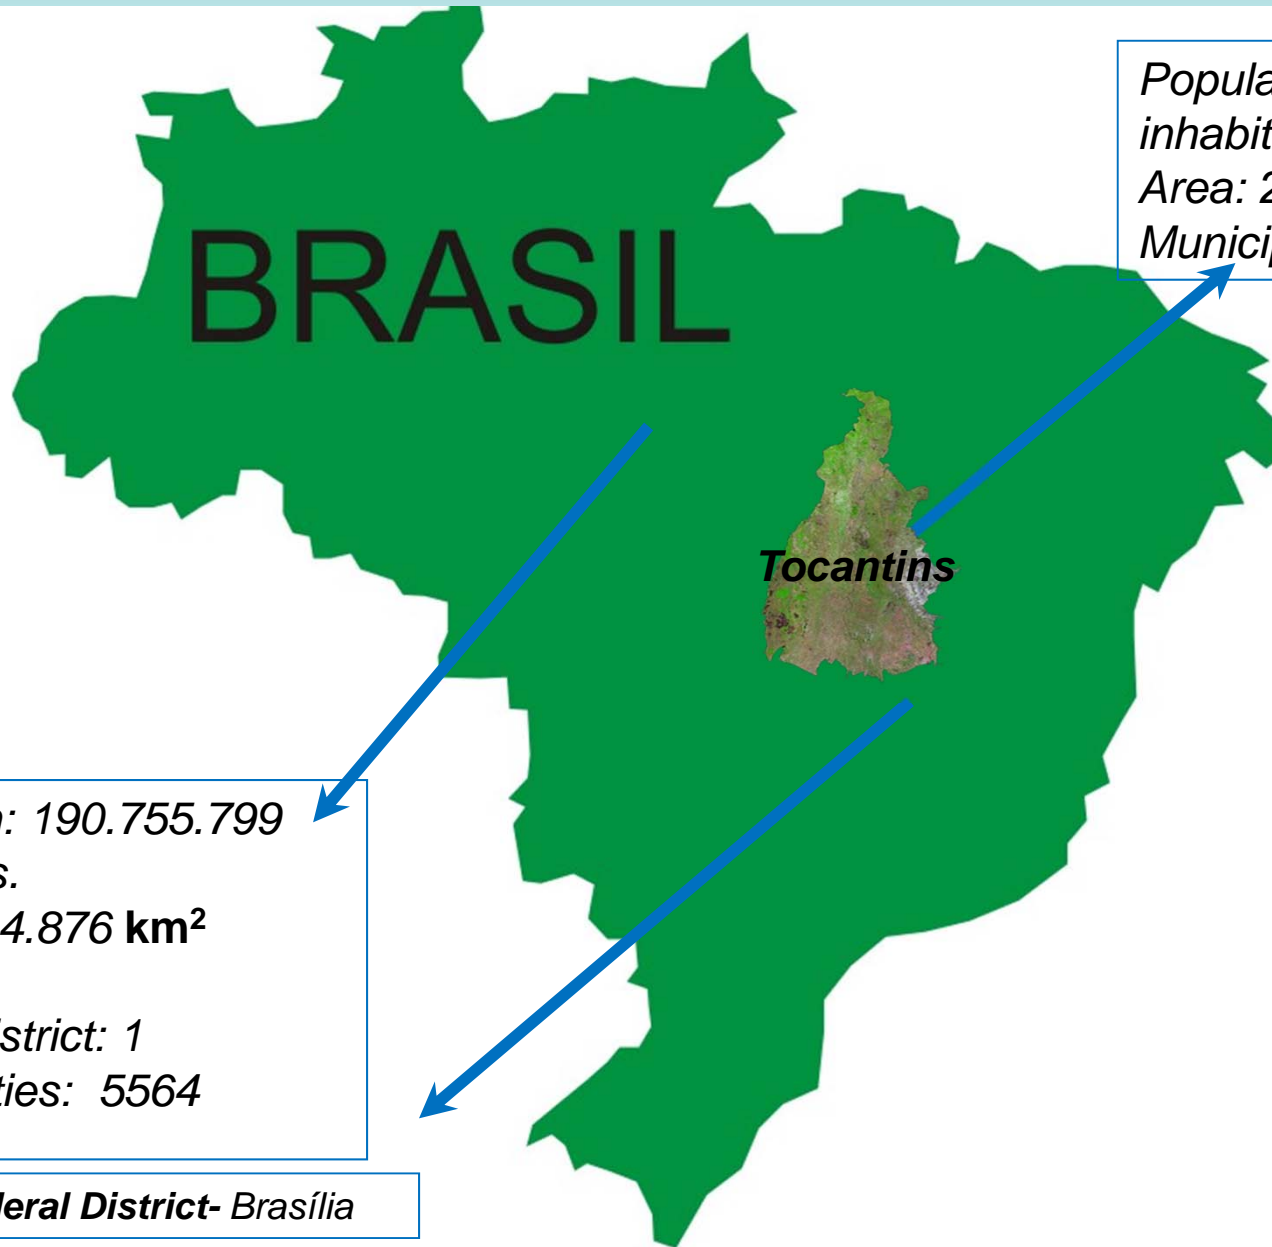 Popula
inhabit
Area: 2
Municip
BRASIL
Tocantins
n: 190.755.799
s.
4.876 km²
istrict: 1
ties: 5564
deral District- Brasília